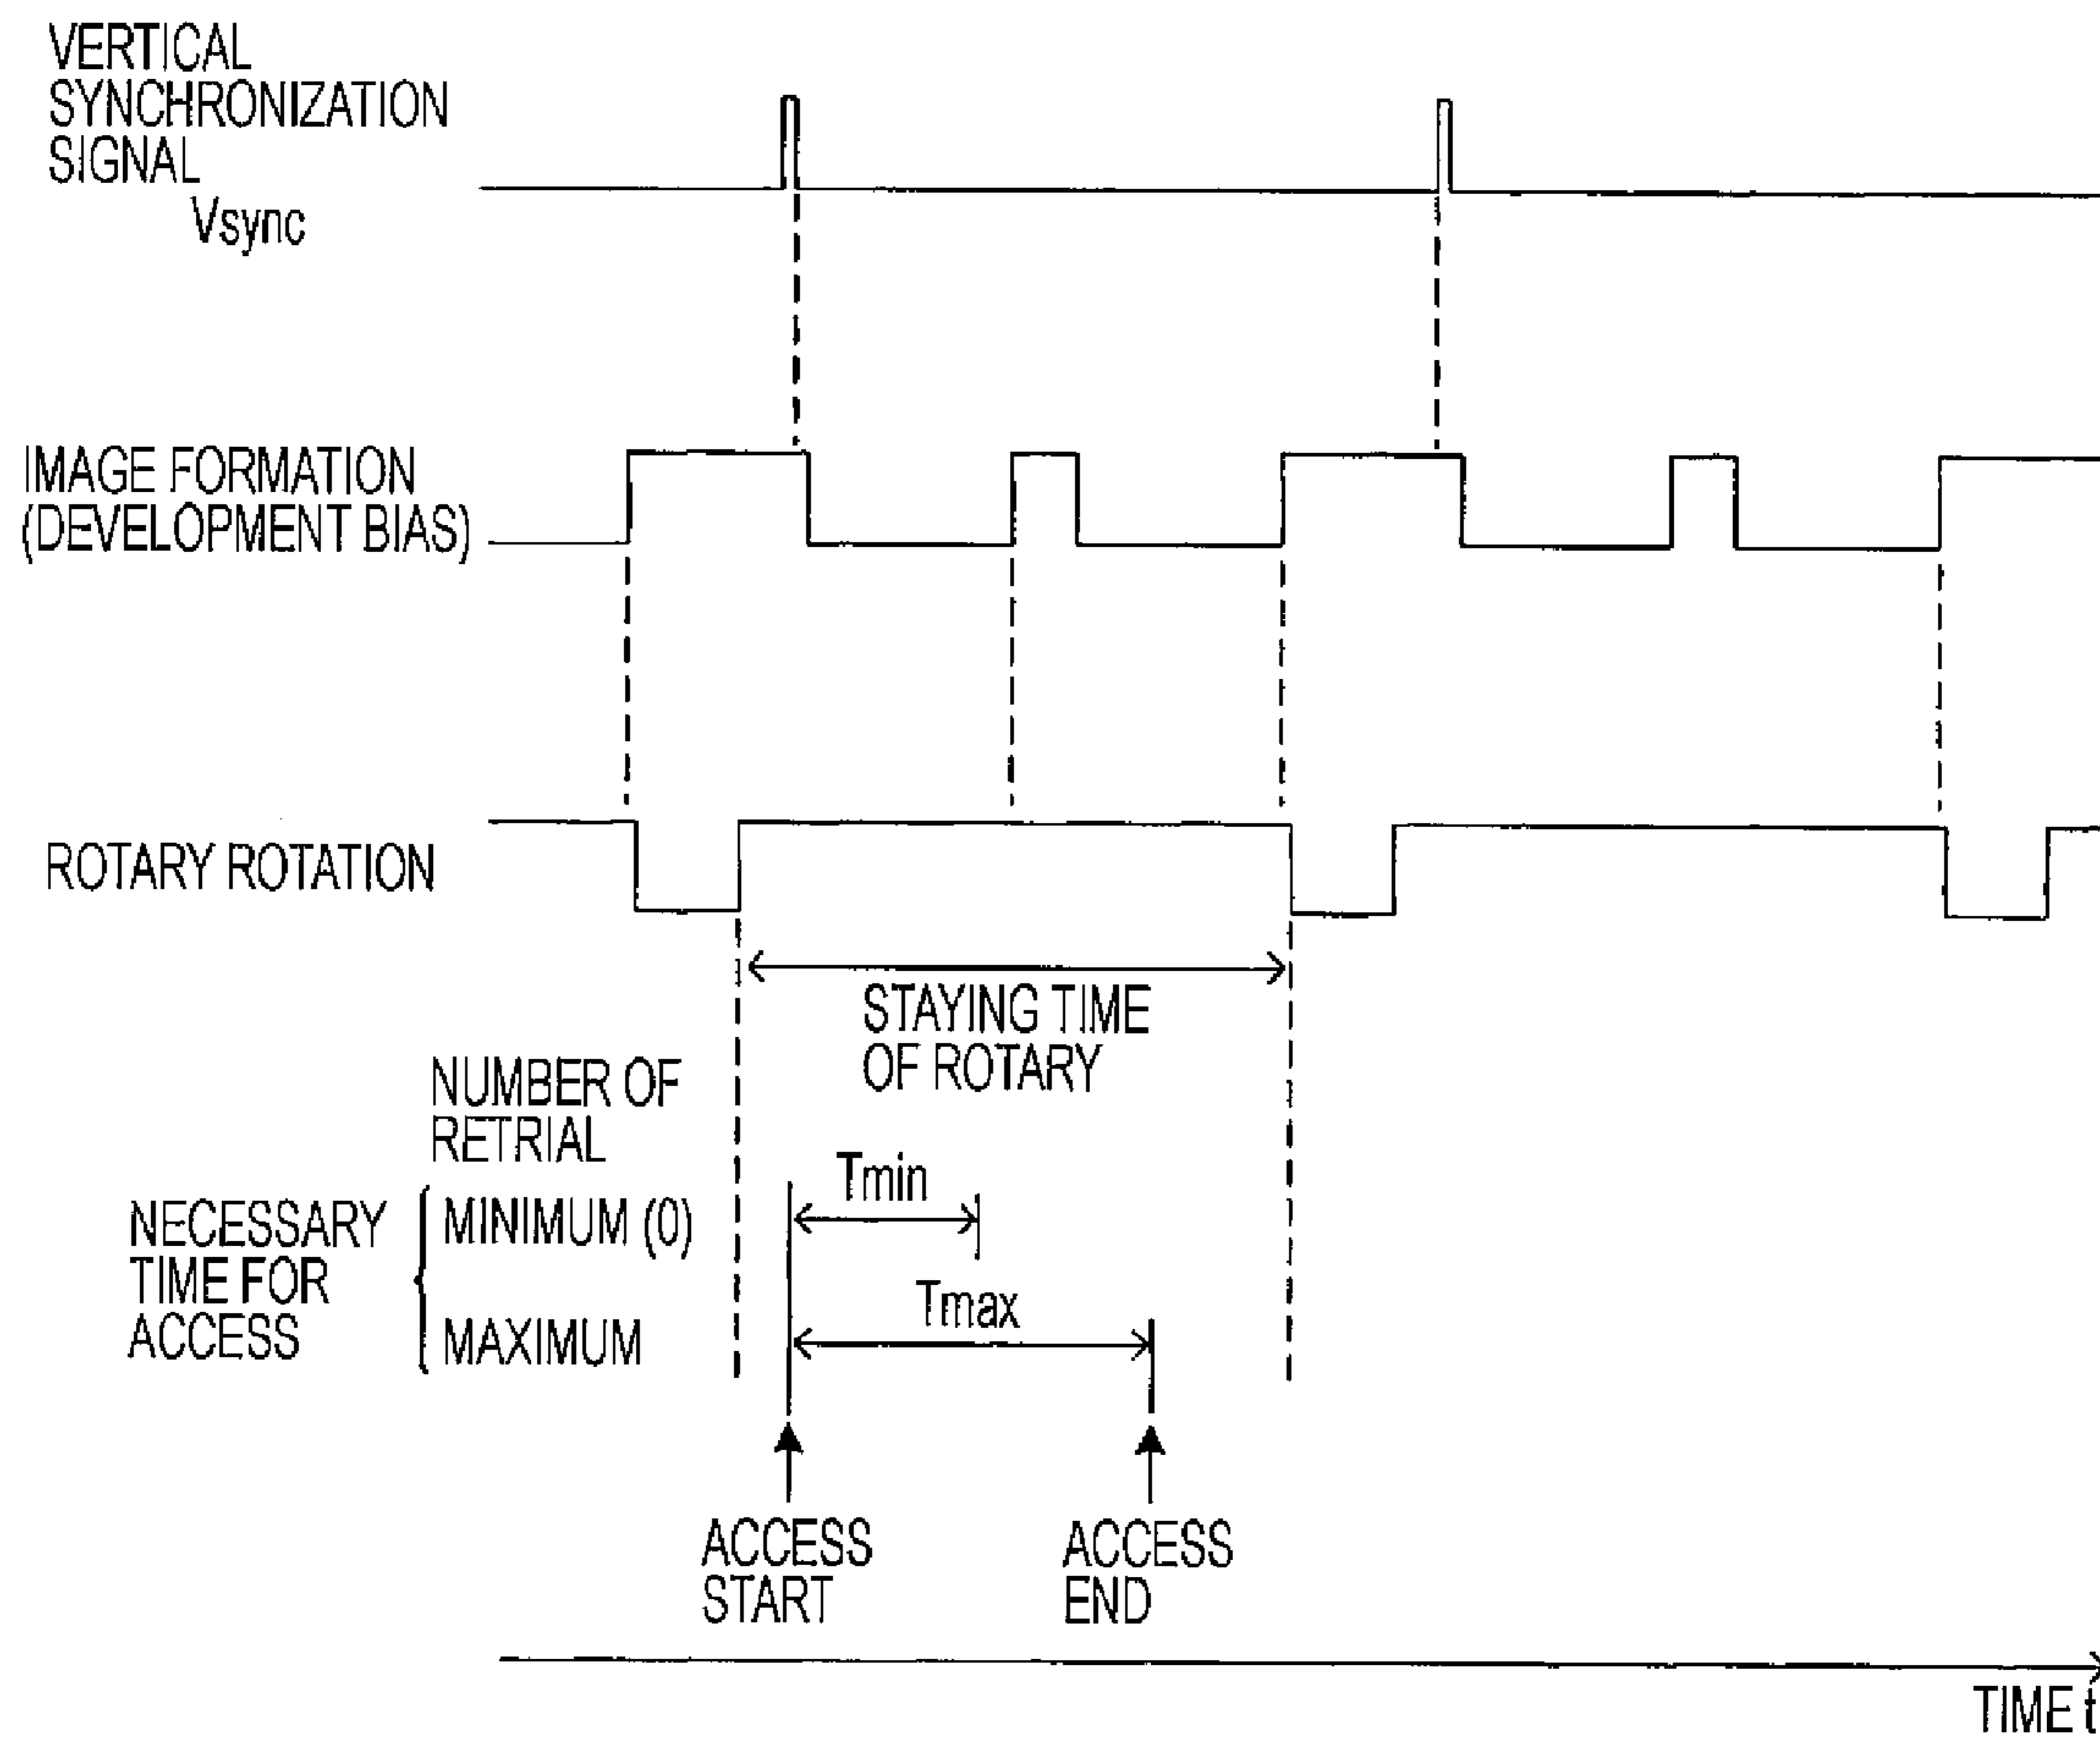 VERTICAL
SYNCHRONIZATION
SIGNAL
Vsync
IMAGE FORMATION
(DEVELOPMENT BIAS)
ROTARY ROTATION
STAYING TIME
OF ROTARY
NUMBER OF
RETRIAL
Tmin
NECESSARY
TIME FOR
ACCESS
MINIMUM (0)
Tmax
MAXIMUM
ACCESS
START
ACCESS
END
TIME t